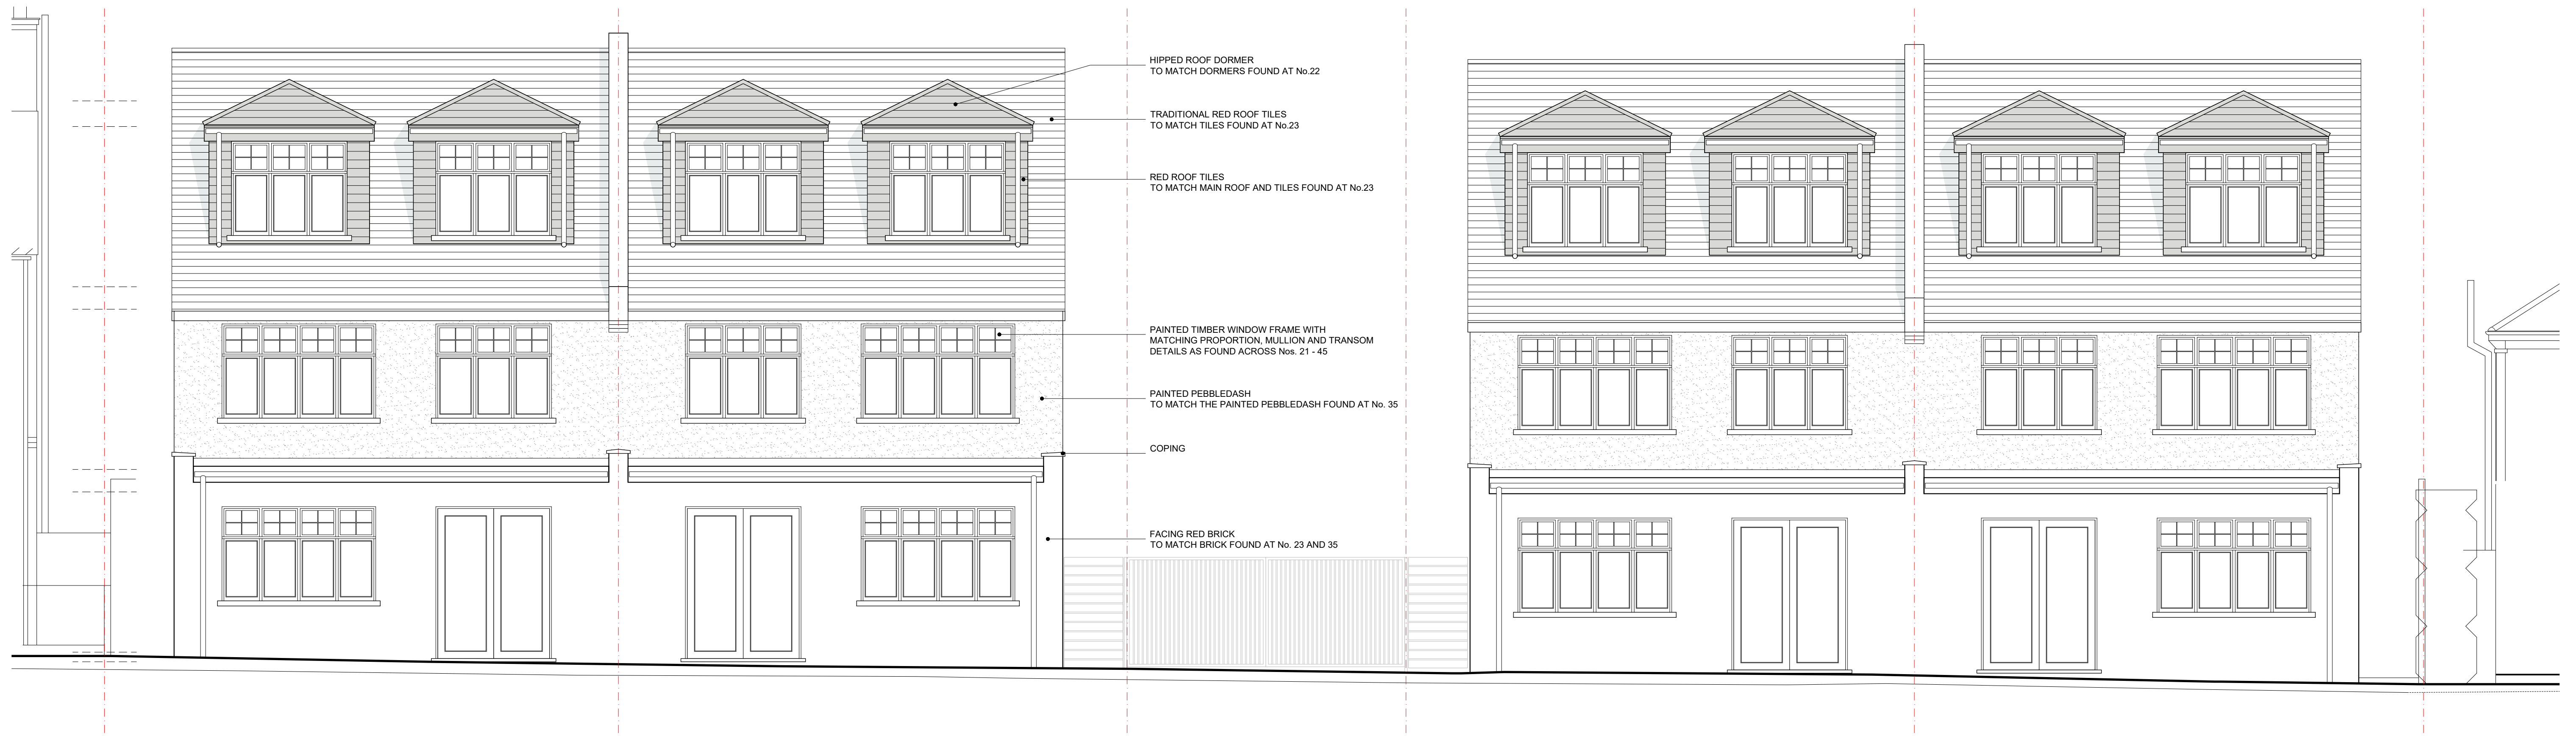 HIPPED ROOF DORMER
TO MATCH DORMERS FOUND AT No.22
TRADITIONAL RED ROOF TILES
TO MATCH TILES FOUND AT No.23
RED ROOF TILES
TO MATCH MAIN ROOF AND TILES FOUND AT No.23
PAINTED TIMBER WINDOW FRAME WITH
MATCHING PROPORTION, MULLION AND TRANSOM
DETAILS AS FOUND ACROSS Nos. 21 - 45
PAINTED PEBBLEDASH
TO MATCH THE PAINTED PEBBLEDASH FOUND AT No. 35
COPING
FACING RED BRICK
TO MATCH BRICK FOUND AT No. 23 AND 35